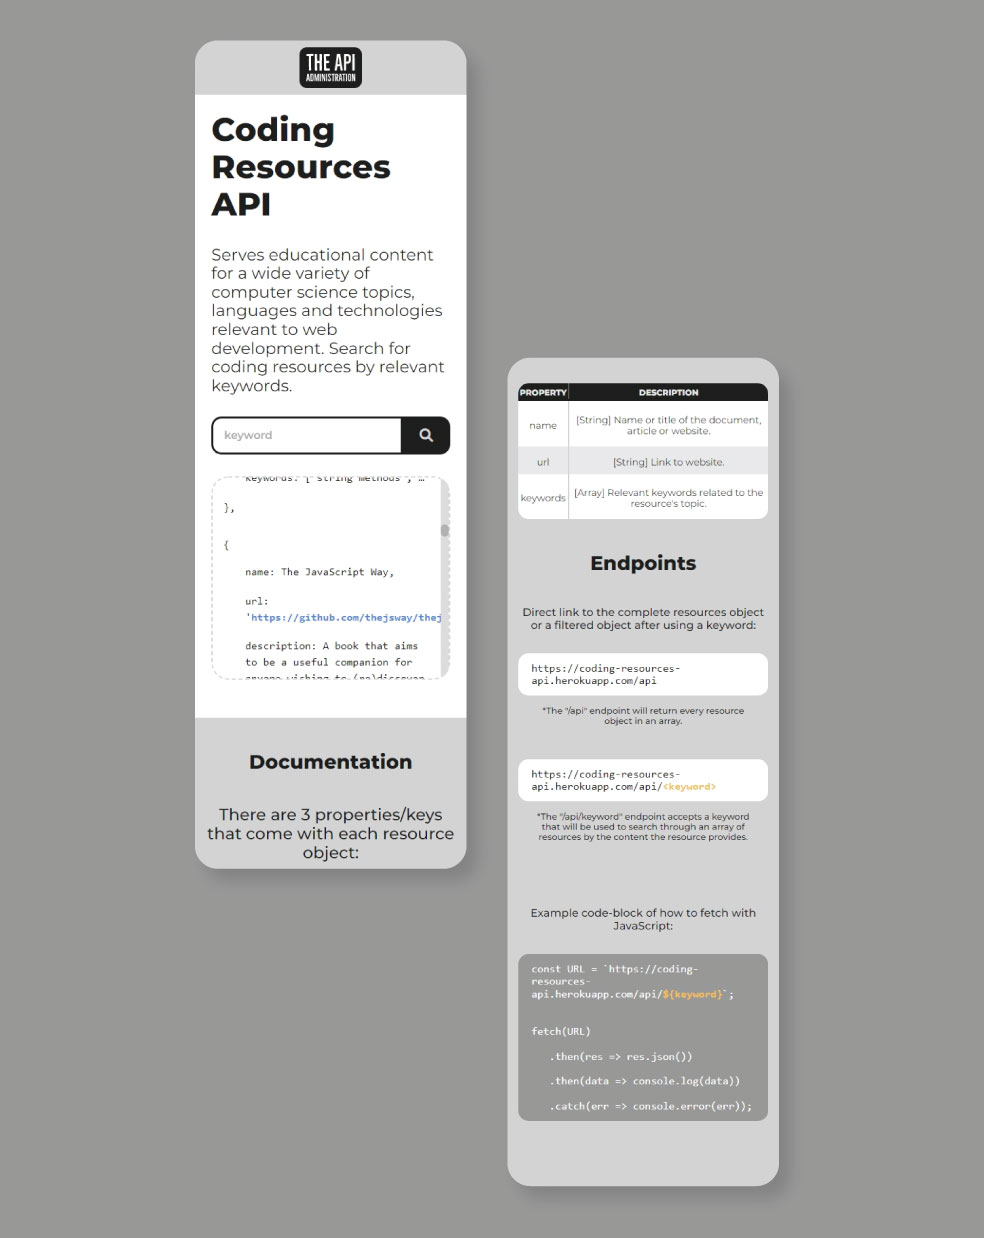 THE API
ADMINISTRATION
Coding
Resources
API
Serves educational content
for a wide variety of
computer science topics,
languages and technologies
relevant to web
development. Search for
coding resources by relevant
keywords.
keyword
keywords: ['string methods', …
},
{
name: The JavaScript Way,
url:
'https://github.com/thejsway/thej
description: A book that aims
to be a useful companion for
anyone wishing to (re)discover
Documentation
There are 3 properties/keys
that come with each resource
object:
PROPERTY DESCRIPTION
name [String] Name or title of the document,
article or website.
url [String] Link to website.
keywords [Array] Relevant keywords related to the
resource's topic.
Endpoints
Direct link to the complete resources object
or a filtered object after using a keyword:
https://coding-resources-
api.herokuapp.com/api
*The "/api" endpoint will return every resource
object in an array.
https://coding-resources-
api.herokuapp.com/api/<keyword>
*The "/api/keyword" endpoint accepts a keyword
that will be used to search through an array of
resources by the content the resource provides.
Example code-block of how to fetch with
JavaScript:
const URL = `https://coding-
resources-
api.herokuapp.com/api/${keyword}`;
fetch(URL)
.then(res => res.json())
.then(data => console.log(data))
.catch(err => console.error(err));